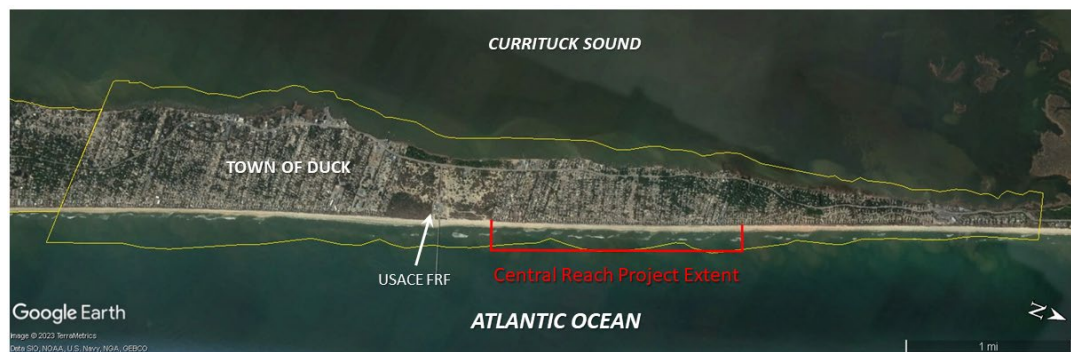 CURRITUCK SOUND
TOWN OF DUCK
USACE FRF
Central Reach Project Extent
ATLANTIC OCEAN
Google Earth
Image © 2023 TerraMetrics
Data SIO, NOAA, U.S. Navy, NGA, GEBCO
N
1 mi